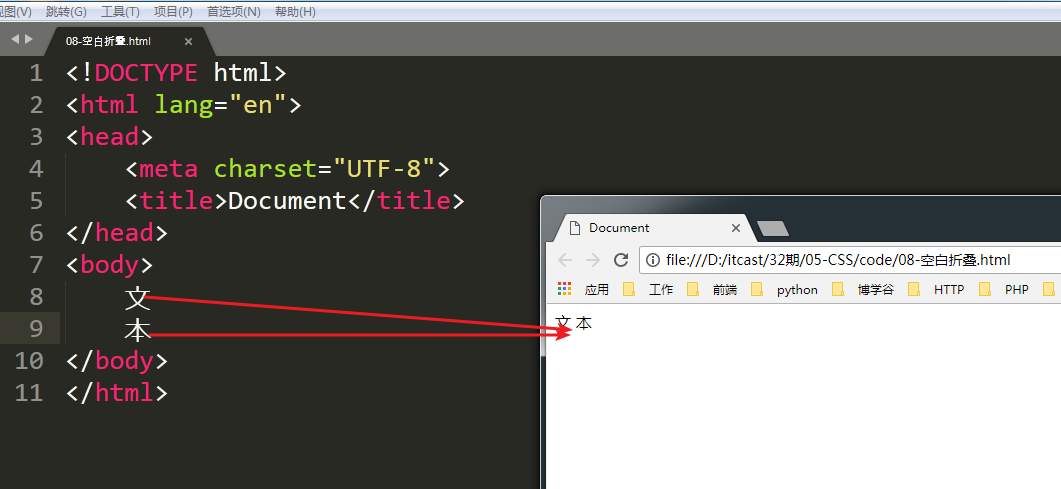 视图(V) 跳转(G) 工具(T) 项目(P) 首选项(N) 帮助(H)
08-空白折叠.html ×
1 <!DOCTYPE html>
2 <html lang="en">
3 <head>
4 <meta charset="UTF-8">
5 <title>Document</title>
6 </head>
7 <body>
8 文
9 本
10 </body>
11 </html>
Document ×
file:///D:/itcast/32期/05-CSS/code/08-空白折叠.html
应用 工作 前端 python 博学谷 HTTP PHP
文 本